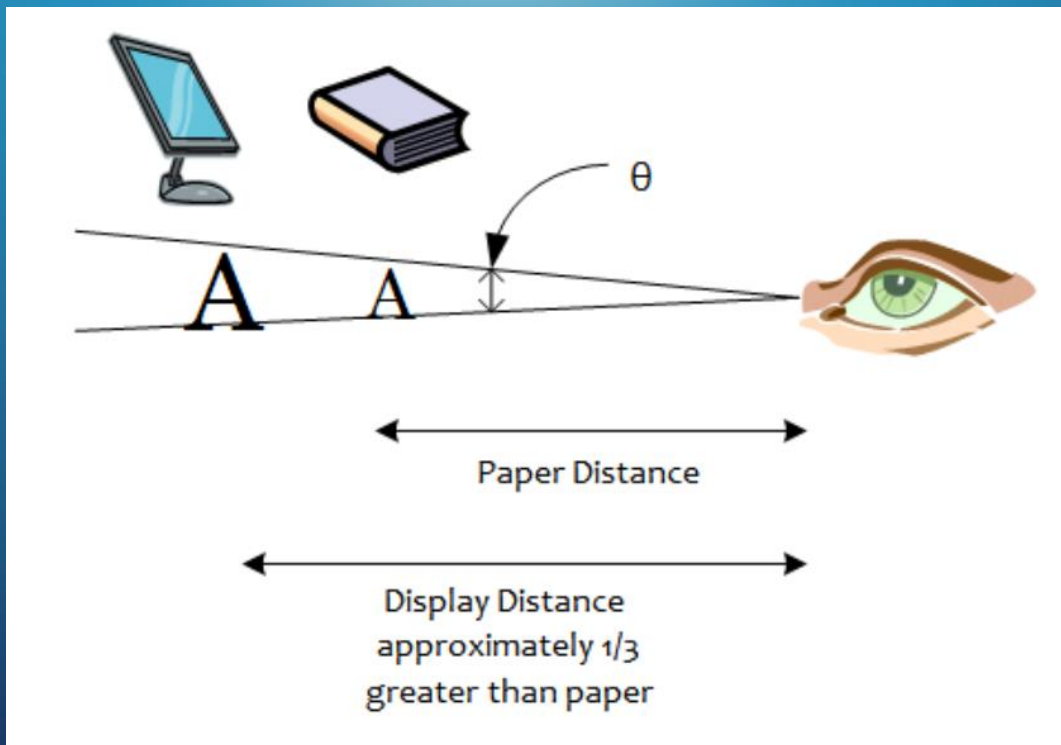 θ
A A
Paper Distance
Display Distance
approximately 1/3
greater than paper